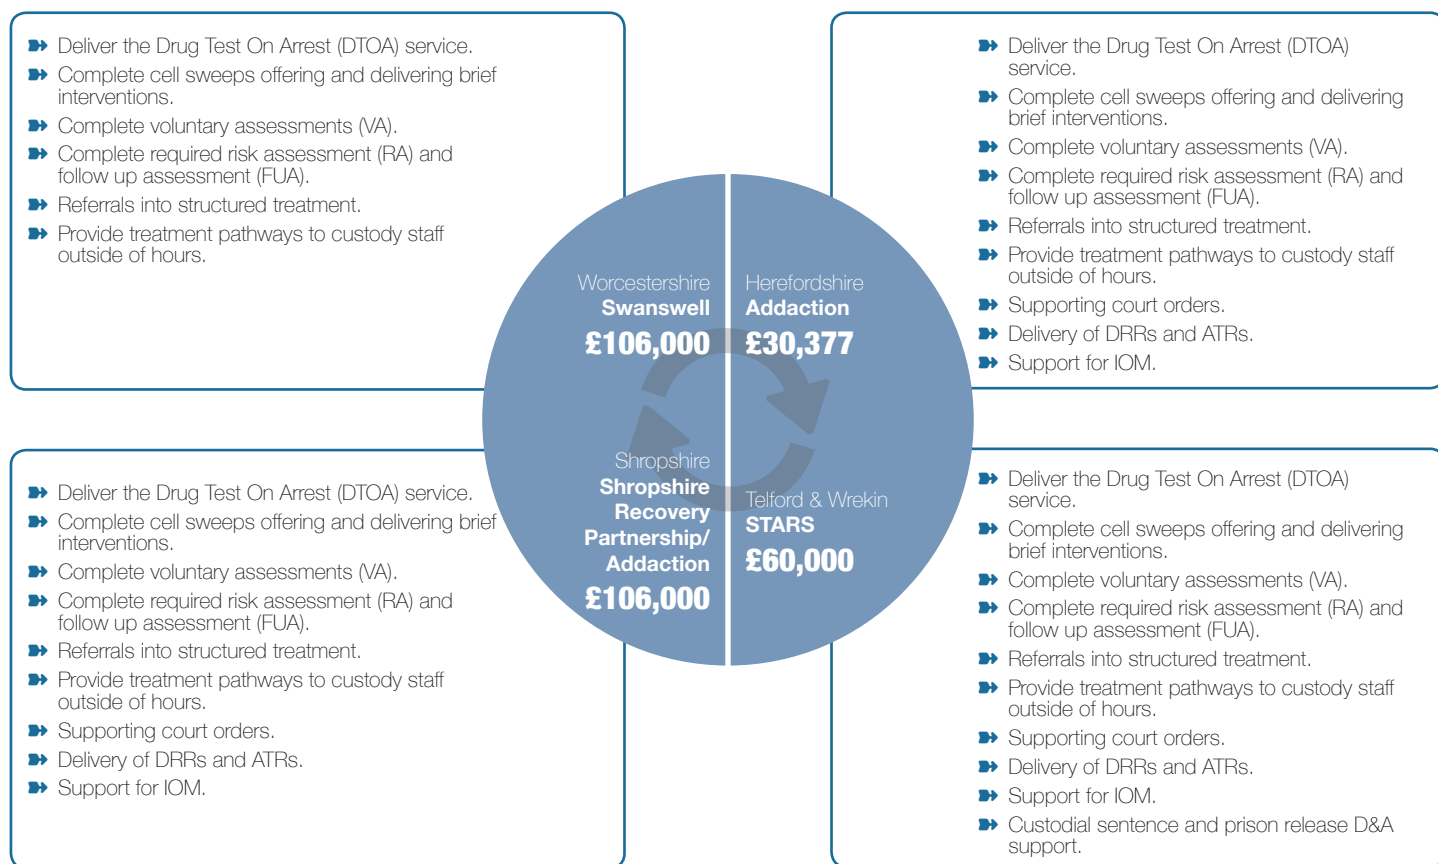 Deliver the Drug Test On Arrest (DTOA) service.
Complete cell sweeps offering and delivering brief
interventions.
Complete voluntary assessments (VA).
Complete required risk assessment (RA) and
follow up assessment (FUA).
Referrals into structured treatment.
Provide treatment pathways to custody staff
outside of hours.
Deliver the Drug Test On Arrest (DTOA)
service.
Complete cell sweeps offering and delivering
brief interventions.
Complete voluntary assessments (VA).
Complete required risk assessment (RA) and
follow up assessment (FUA).
Referrals into structured treatment.
Provide treatment pathways to custody staff
outside of hours.
Supporting court orders.
Delivery of DRRs and ATRs.
Support for IOM.
Worcestershire
Swanswell
£106,000
Herefordshire
Addaction
£30,377
Shropshire
Shropshire
Recovery
Partnership/
Addaction
£106,000
Telford & Wrekin
STARS
£60,000
Deliver the Drug Test On Arrest (DTOA) service.
Complete cell sweeps offering and delivering brief
interventions.
Complete voluntary assessments (VA).
Complete required risk assessment (RA) and
follow up assessment (FUA).
Referrals into structured treatment.
Provide treatment pathways to custody staff
outside of hours.
Supporting court orders.
Delivery of DRRs and ATRs.
Support for IOM.
Deliver the Drug Test On Arrest (DTOA)
service.
Complete cell sweeps offering and delivering
brief interventions.
Complete voluntary assessments (VA).
Complete required risk assessment (RA) and
follow up assessment (FUA).
Referrals into structured treatment.
Provide treatment pathways to custody staff
outside of hours.
Supporting court orders.
Delivery of DRRs and ATRs.
Support for IOM.
Custodial sentence and prison release D&A
support.